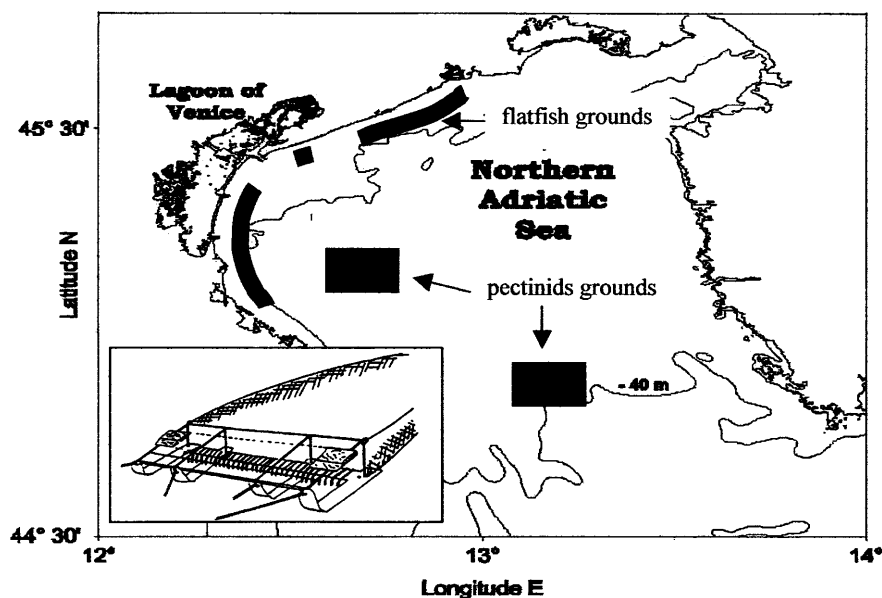 Lagoon of
Venice
45° 30'
flatfish grounds
Northern
Adriatic
Sea
Latitude N
pectinids grounds
- 40 m
44° 30'
12°
13°
14°
Longitude E